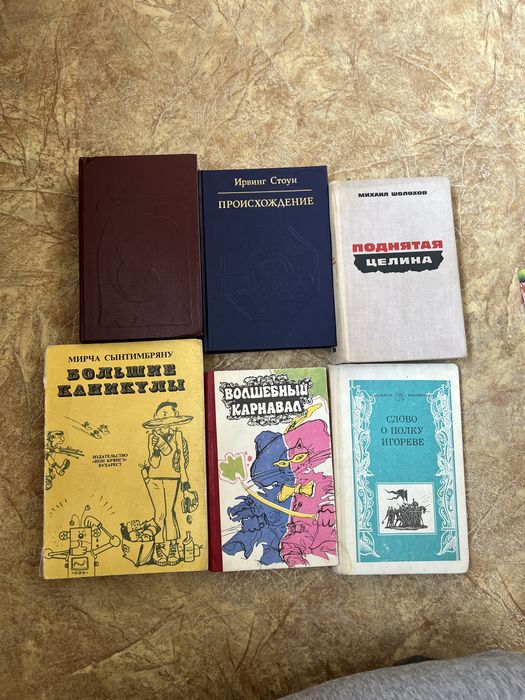 Ирвинг Стоун
ПРОИСХОЖДЕНИЕ
МИХАИЛ ШОЛОХОВ
ПОДНЯТАЯ
ЦЕЛИНА
МИРЧА СЫНТИМБРЯНУ
БОЛЬШИЕ
КАНИКУЛЫ
ИЗДАТЕЛЬСТВО
«ИОН КРЯНГЭ»
БУХАРЕСТ
ВОЛШЕБНЫЙ
КАРНАВАЛ
СЛОВО
О ПОЛКУ
ИГОРЕВЕ